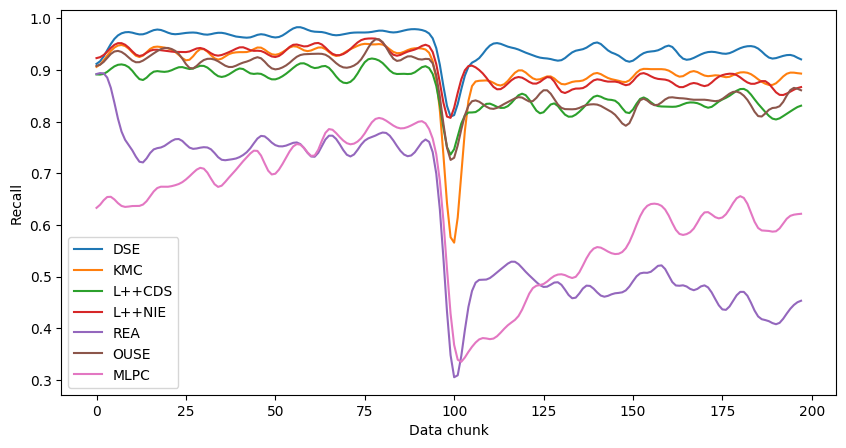 1.0
0.9
0.8
0.7
0.6
0.5
0.4
0.3
Recall
DSE
KMC
L++CDS
L++NIE
REA
OUSE
MLPC
0 25 50 75 100 125 150 175 200
Data chunk